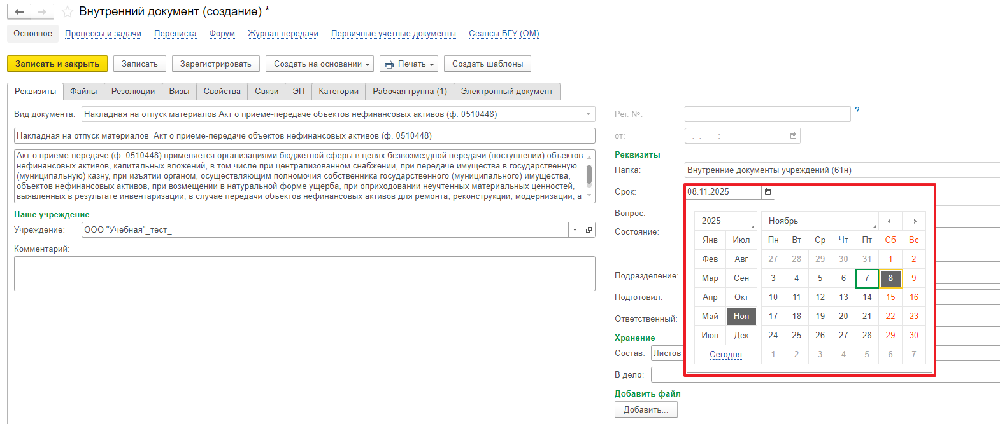 Внутренний документ (создание) *
Основное Процессы и задачи Переписка Форум Журнал передачи Первичные учетные документы Сеансы БГУ (ОМ)
Записать и закрыть Записать Зарегистрировать Создать на основании Печать Создать шаблоны
Реквизиты Файлы Резолюции Визы Свойства Связи ЭП Категории Рабочая группа (1) Электронный документ
Вид документа: Накладная на отпуск материалов Акт о приеме-передаче объектов нефинансовых активов (ф. 0510448)
Накладная на отпуск материалов  Акт о приеме-передаче объектов нефинансовых активов (ф. 0510448)
Акт о приеме-передаче (ф. 0510448) применяется организациями бюджетной сферы в целях безвозмездной передачи (поступлении) объектов
нефинансовых активов, капитальных вложений, в том числе при централизованном снабжении, при передаче имущества в государственную
(муниципальную) казну, при изъятии органом, осуществляющим полномочия собственника государственного (муниципального) имущества,
объектов нефинансовых активов, при возмещении в натуральной форме ущерба, при оприходовании неучтенных материальных ценностей,
выявленных в результате инвентаризации, в случае передачи объектов нефинансовых активов для ремонта, реконструкции, модернизации, а
Наше учреждение
Учреждение: ООО "Учебная"_тест_
Комментарий:
Рег. №: ?
от: . . :
Реквизиты
Папка: Внутренние документы учреждений (61н)
Срок: 08.11.2025
Вопрос:
Состояние:
Подразделение:
Подготовил:
Ответственный:
Хранение
Состав: Листов
В дело:
Добавить файл
Добавить...
2025 Ноябрь
Янв Июл Пн Вт Ср Чт Пт Сб Вс
Фев Авг 27 28 29 30 31 1 2
Мар Сен 3 4 5 6 7 8 9
Апр Окт 10 11 12 13 14 15 16
Май Ноя 17 18 19 20 21 22 23
Июн Дек 24 25 26 27 28 29 30
Сегодня 1 2 3 4 5 6 7